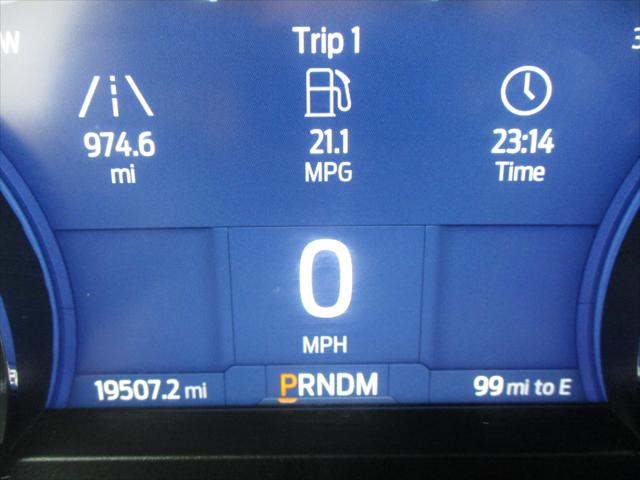 W
Trip 1
974.6 21.1 23:14
mi MPG Time
0
MPH
19507.2 mi PRNDM 99 mi to E